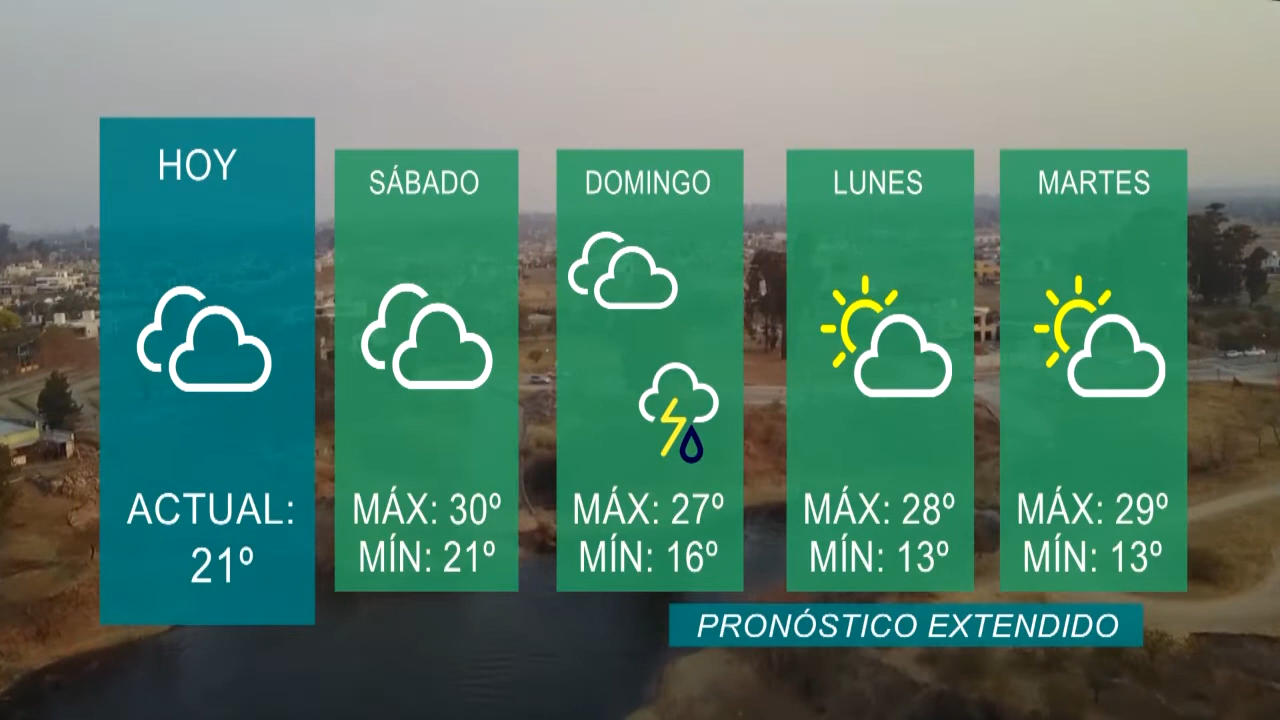 HOY
ACTUAL:
21º
SÁBADO
MÁX: 30º
MÍN: 21º
DOMINGO
MÁX: 27º
MÍN: 16º
LUNES
MÁX: 28º
MÍN: 13º
MARTES
MÁX: 29º
MÍN: 13º
PRONÓSTICO EXTENDIDO